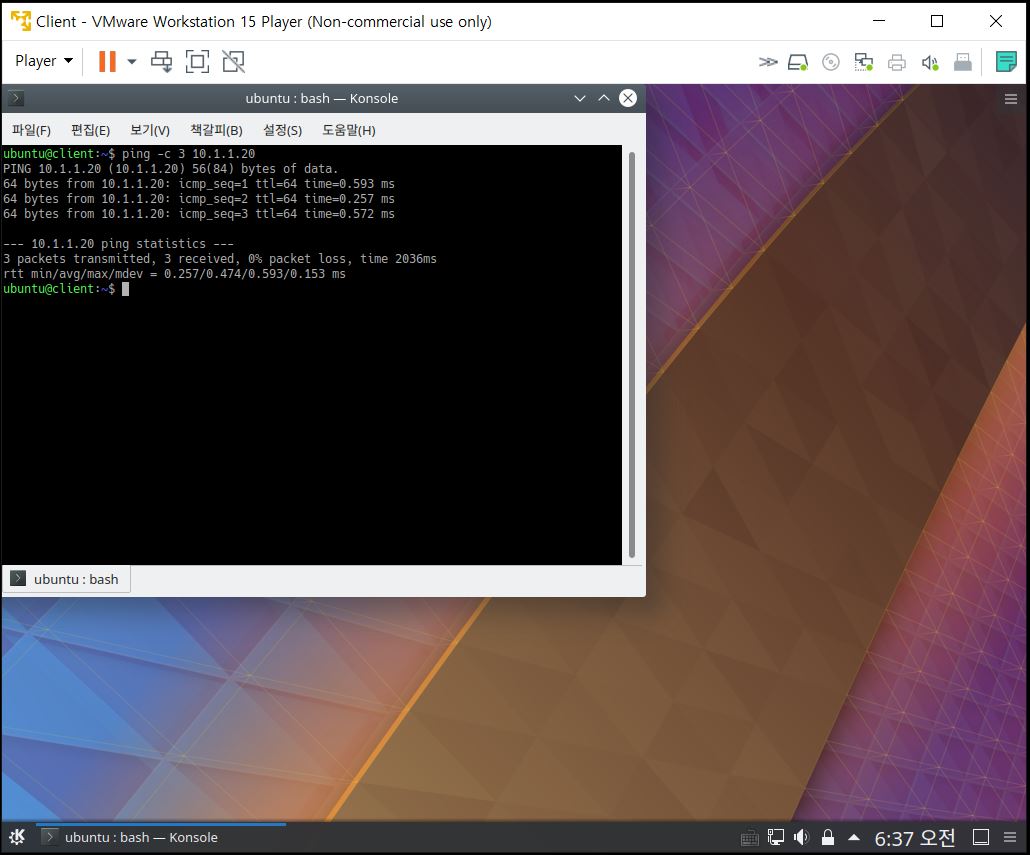 Client - VMware Workstation 15 Player (Non-commercial use only)
Player
ubuntu : bash — Konsole
파일(F) 편집(E) 보기(V) 책갈피(B) 설정(S) 도움말(H)
ubuntu@client:~$ ping -c 3 10.1.1.20
PING 10.1.1.20 (10.1.1.20) 56(84) bytes of data.
64 bytes from 10.1.1.20: icmp_seq=1 ttl=64 time=0.593 ms
64 bytes from 10.1.1.20: icmp_seq=2 ttl=64 time=0.257 ms
64 bytes from 10.1.1.20: icmp_seq=3 ttl=64 time=0.572 ms
--- 10.1.1.20 ping statistics ---
3 packets transmitted, 3 received, 0% packet loss, time 2036ms
rtt min/avg/max/mdev = 0.257/0.474/0.593/0.153 ms
ubuntu@client:~$
ubuntu : bash
ubuntu : bash — Konsole
6:37 오전